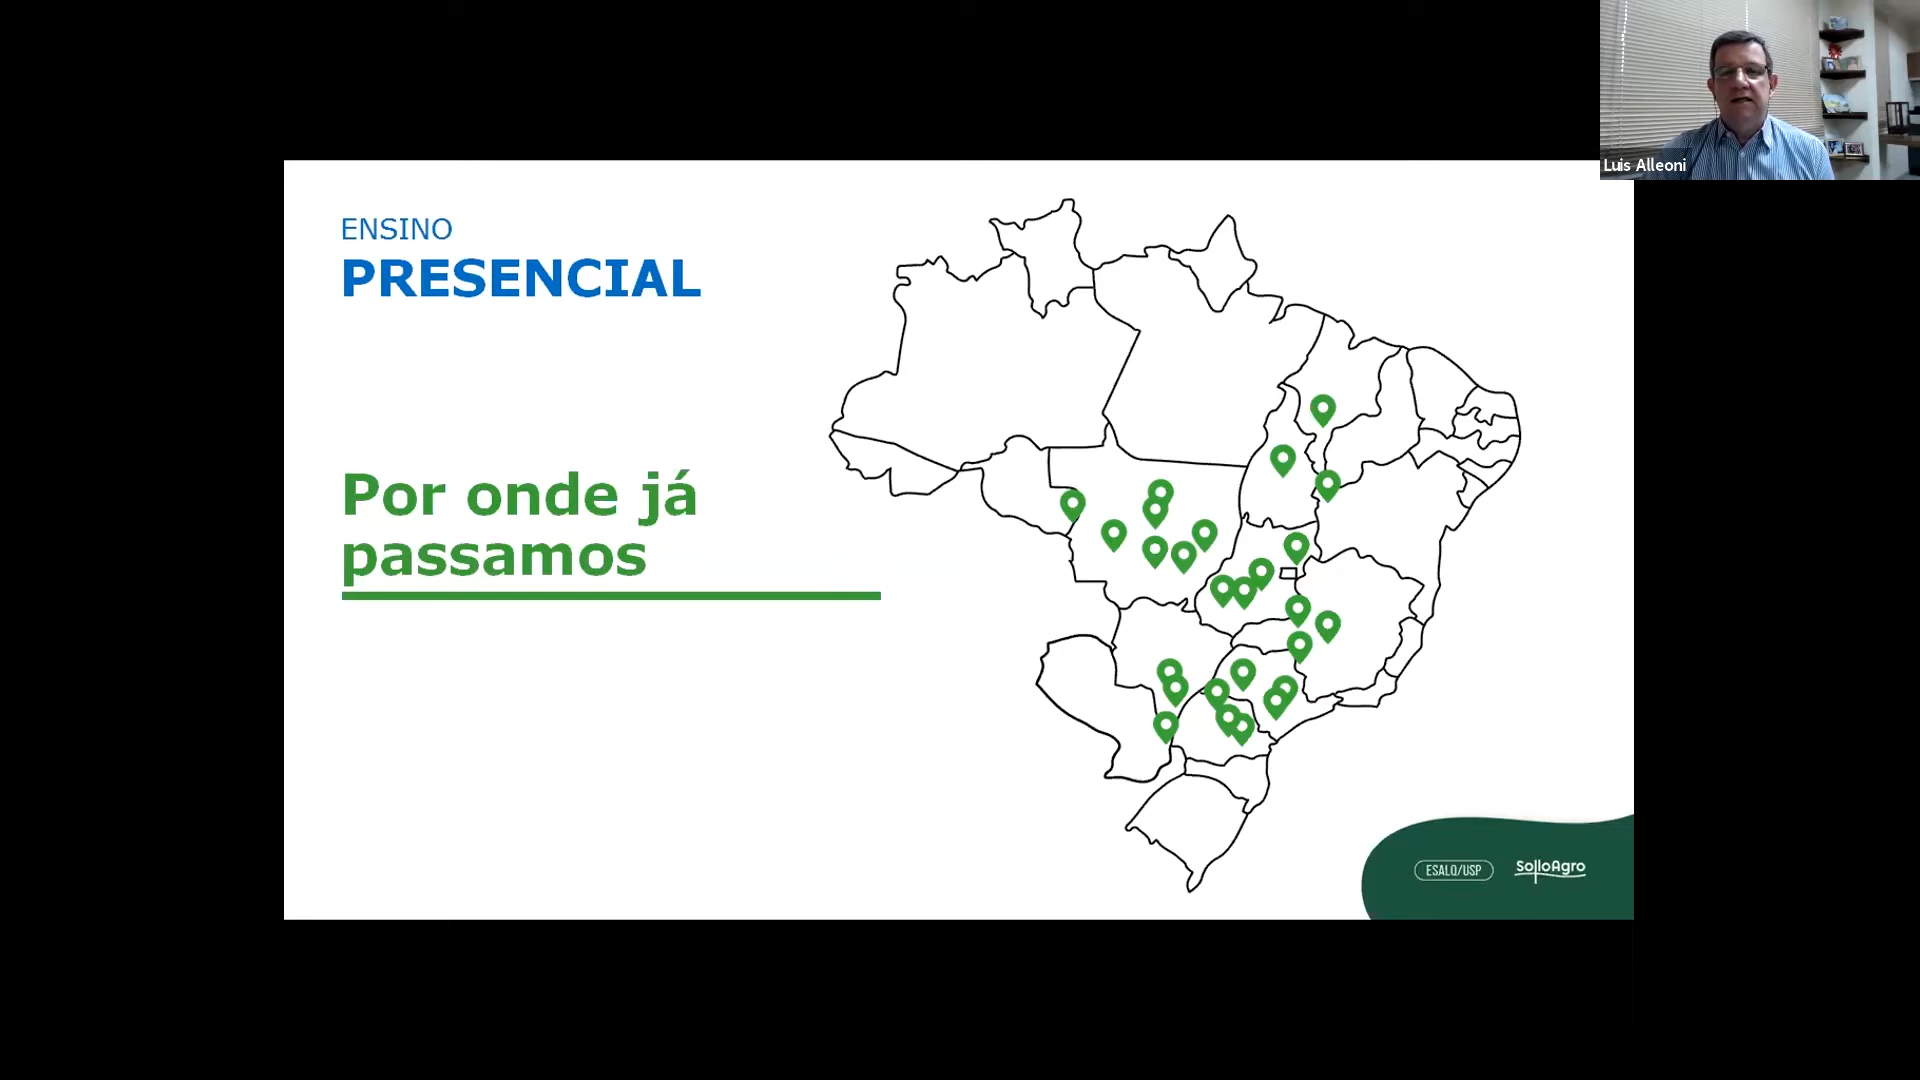 Luis Alleoni
ENSINO
PRESENCIAL
Por onde já
passamos
ESALQ/USP
SolloAgro